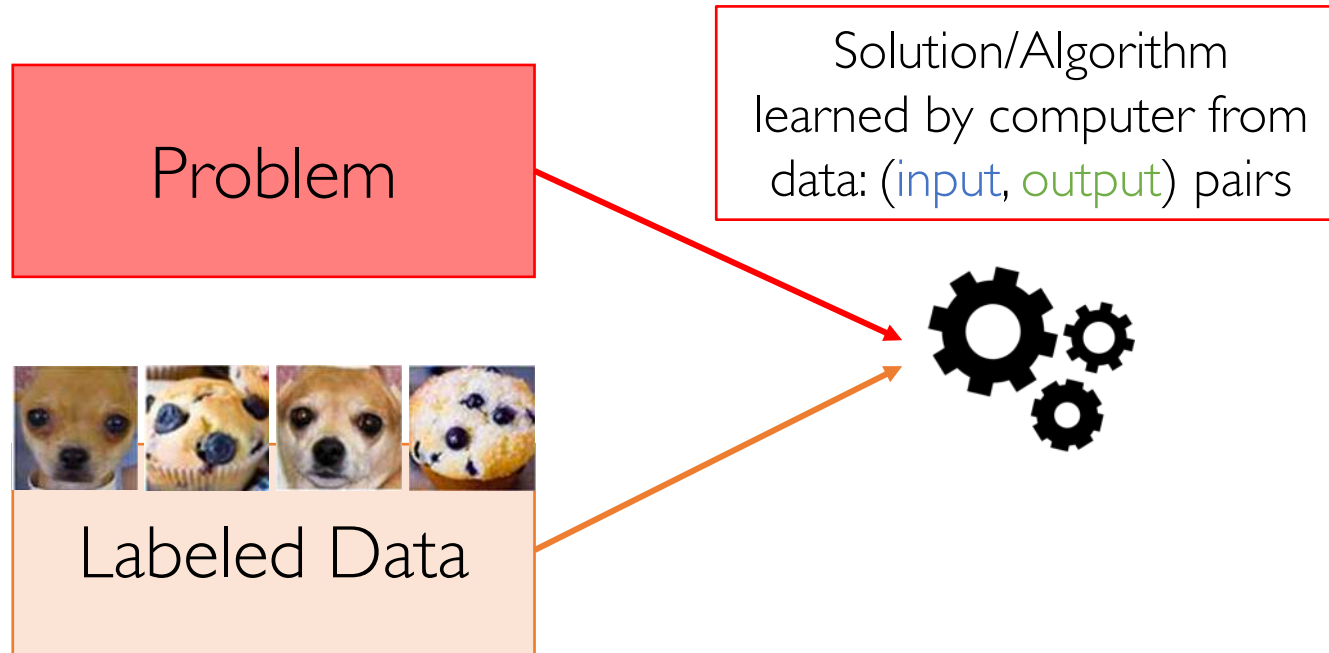 Problem
Solution/Algorithm
learned by computer from
data: (input, output) pairs
Labeled Data